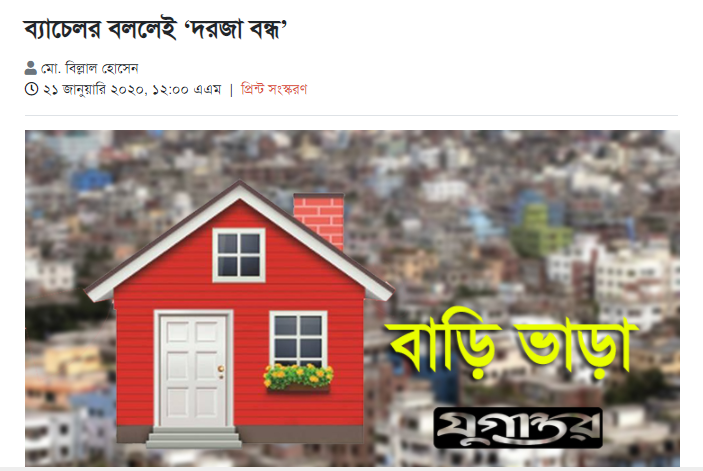 ব্যাচেলর বললেই ‘দরজা বন্ধ’
মো. বিল্লাল হোসেন
২১ জানুয়ারি ২০২০, ১২:০০ এএম | প্রিন্ট সংস্করণ
বাড়ি ভাড়া
যুগান্তর